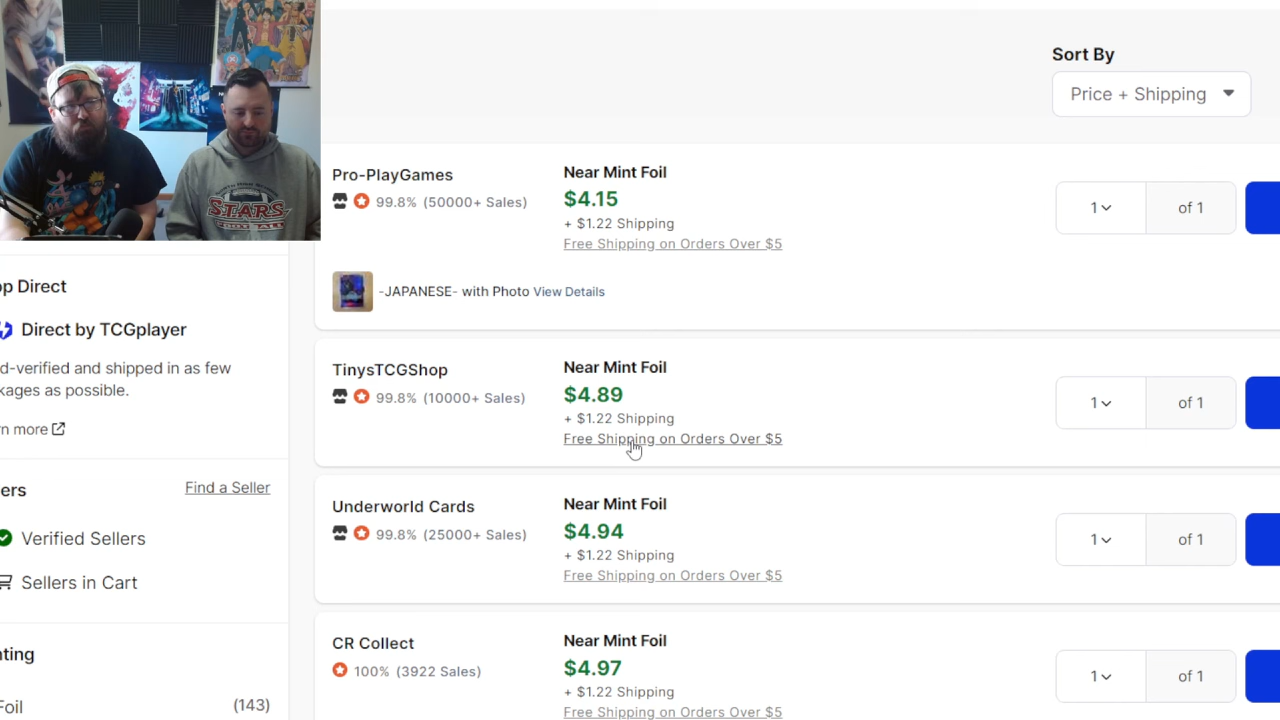 Sort By
Price + Shipping
Pro-PlayGames
99.8% (50000+ Sales)
Near Mint Foil
$4.15
+ $1.22 Shipping
Free Shipping on Orders Over $5
1
of 1
-JAPANESE- with Photo View Details
TinysTCGShop
99.8% (10000+ Sales)
Near Mint Foil
$4.89
+ $1.22 Shipping
Free Shipping on Orders Over $5
1
of 1
Underworld Cards
99.8% (25000+ Sales)
Near Mint Foil
$4.94
+ $1.22 Shipping
Free Shipping on Orders Over $5
1
of 1
CR Collect
100% (3922 Sales)
Near Mint Foil
$4.97
+ $1.22 Shipping
Free Shipping on Orders Over $5
1
of 1
op Direct
Direct by TCGplayer
d-verified and shipped in as few
kages as possible.
rn more
ers
Find a Seller
Verified Sellers
Sellers in Cart
nting
Foil
(143)
STARS